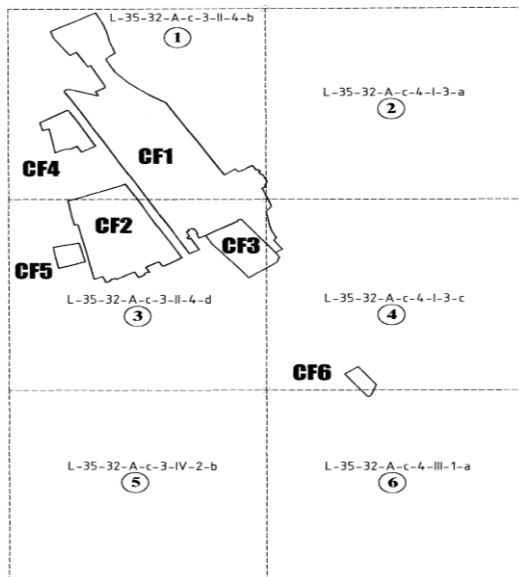 L-35-32-A-c-3-II-4-b
1
L-35-32-A-c-4-I-3-a
2
CF1
CF4
CF2
CF3
CF5
L-35-32-A-c-3-II-4-d
3
L-35-32-A-c-4-I-3-c
4
CF6
L-35-32-A-c-3-IV-2-b
5
L-35-32-A-c-4-III-1-a
6